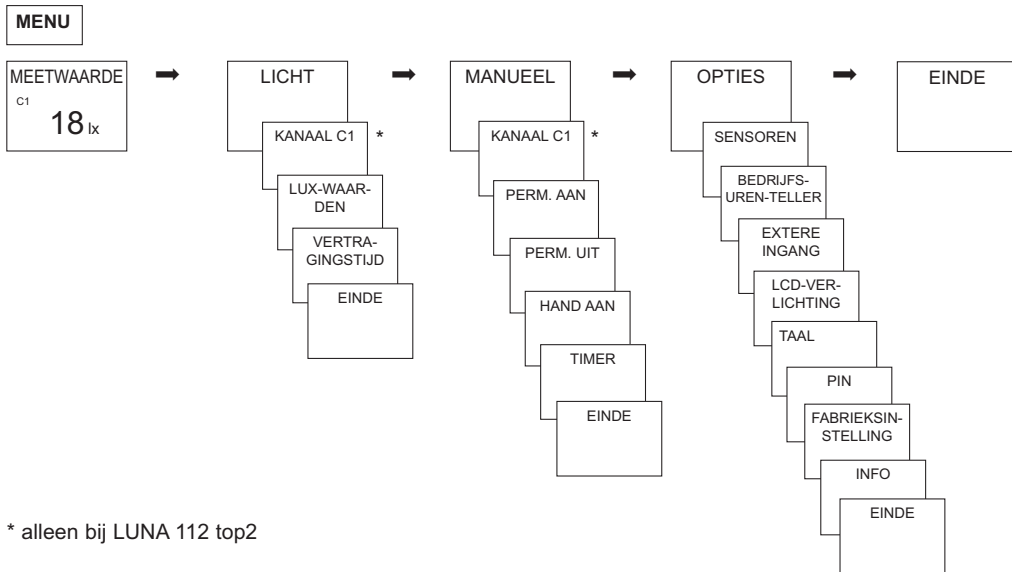 MENU
MEETWAARDE
C1
18 lx
LICHT
KANAAL C1 *
LUX-WAAR-
DEN
VERTRA-
GINGSTIJD
EINDE
MANUEEL
KANAAL C1 *
PERM. AAN
PERM. UIT
HAND AAN
TIMER
EINDE
OPTIES
SENSOREN
BEDRIJFS-
UREN-TELLER
EXTERE
INGANG
LCD-VER-
LICHTING
TAAL
PIN
FABRIEKSIN-
STELLING
INFO
EINDE
EINDE
* alleen bij LUNA 112 top2